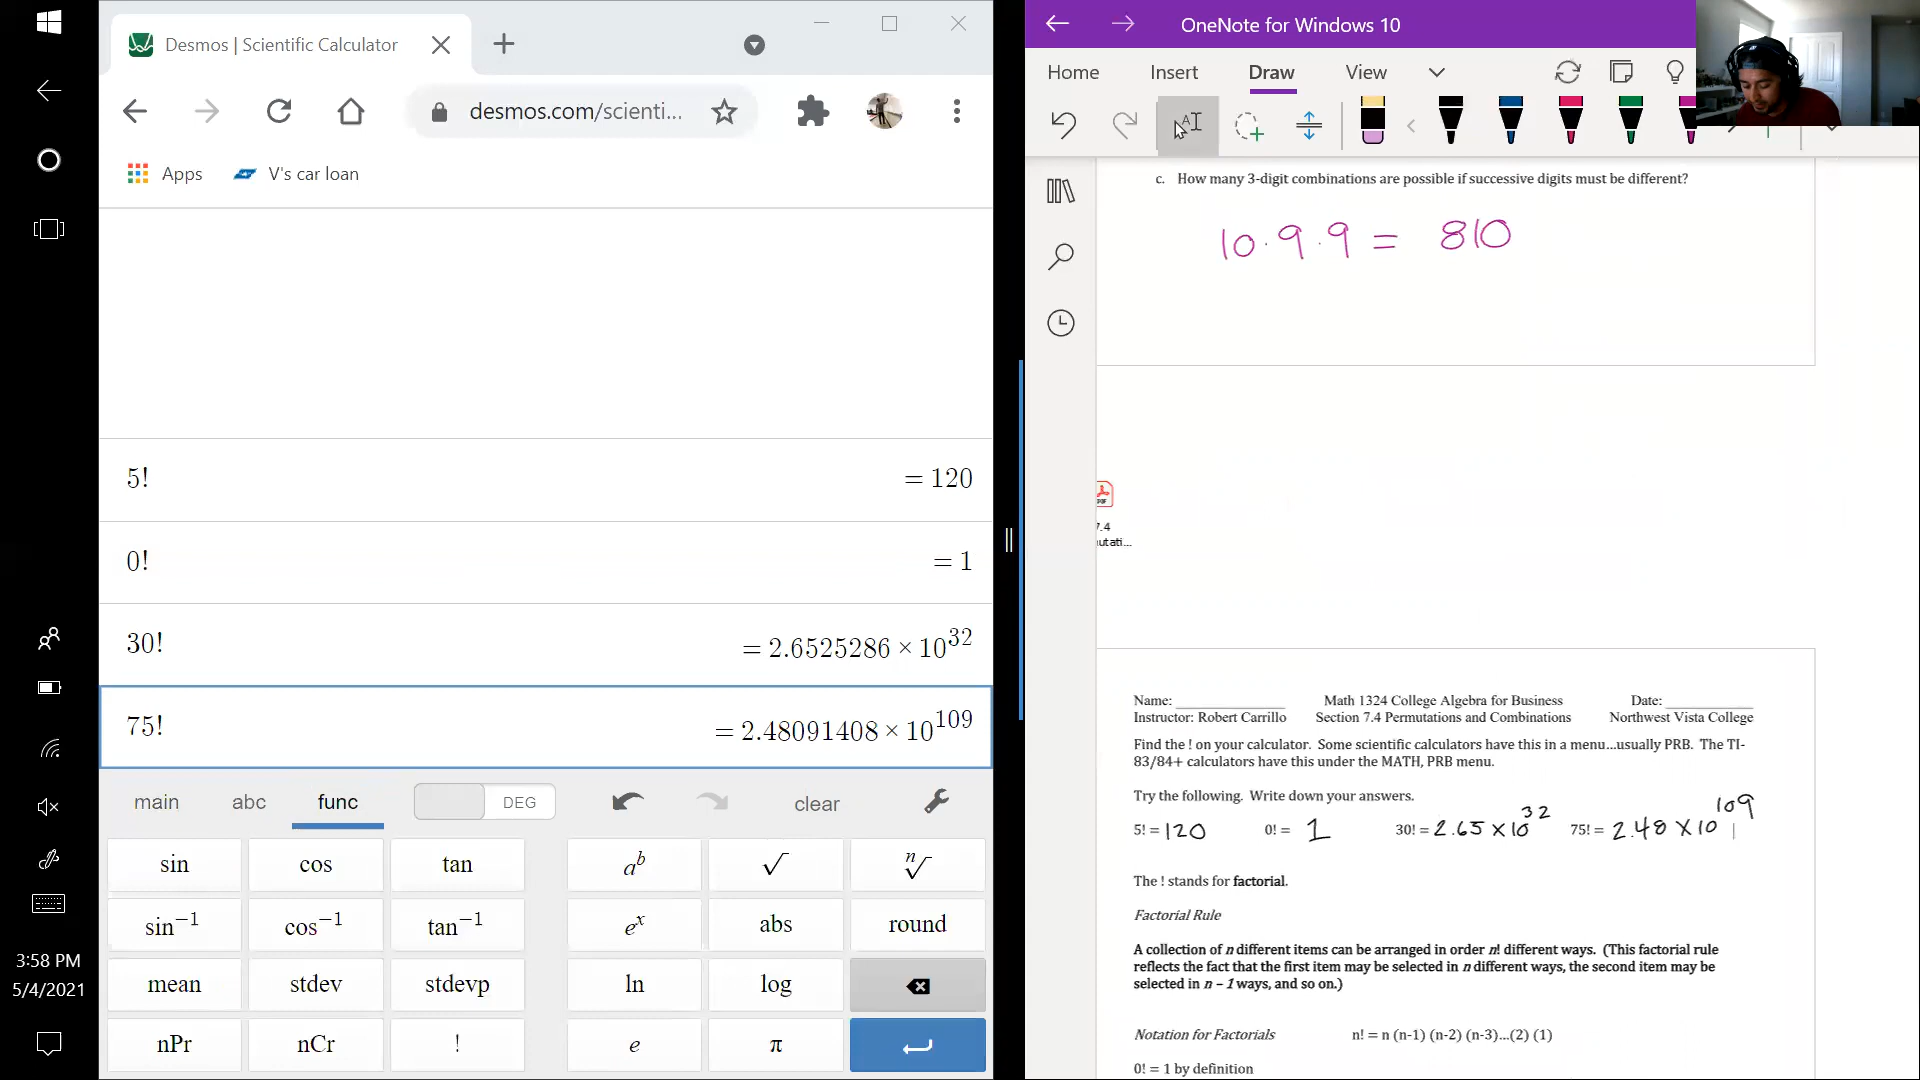 Desmos | Scientific Calculator
desmos.com/scienti...
Apps V's car loan
5! = 120
0! = 1
30! = 2.6525286 × 10^32
75! = 2.48091408 × 10^109
main abc func DEG clear
sin cos tan a^b √ ⁿ√
sin^-1 cos^-1 tan^-1 e^x abs round
mean stdev stdevp ln log
nPr nCr ! e π
3:58 PM
5/4/2021
OneNote for Windows 10
Home Insert Draw View
c. How many 3-digit combinations are possible if successive digits must be different?
10 · 9 · 9 = 810
PDF
7.4
utati...
Name: ____________ Math 1324 College Algebra for Business Date: ____________
Instructor: Robert Carrillo Section 7.4 Permutations and Combinations Northwest Vista College
Find the ! on your calculator. Some scientific calculators have this in a menu...usually PRB. The TI-
83/84+ calculators have this under the MATH, PRB menu.
Try the following. Write down your answers.
5! = 120 0! = 1 30! = 2.65 × 10^32 75! = 2.48 × 10^109
The ! stands for factorial.
Factorial Rule
A collection of n different items can be arranged in order n! different ways. (This factorial rule
reflects the fact that the first item may be selected in n different ways, the second item may be
selected in n – 1 ways, and so on.)
Notation for Factorials n! = n (n-1) (n-2) (n-3)...(2) (1)
0! = 1 by definition